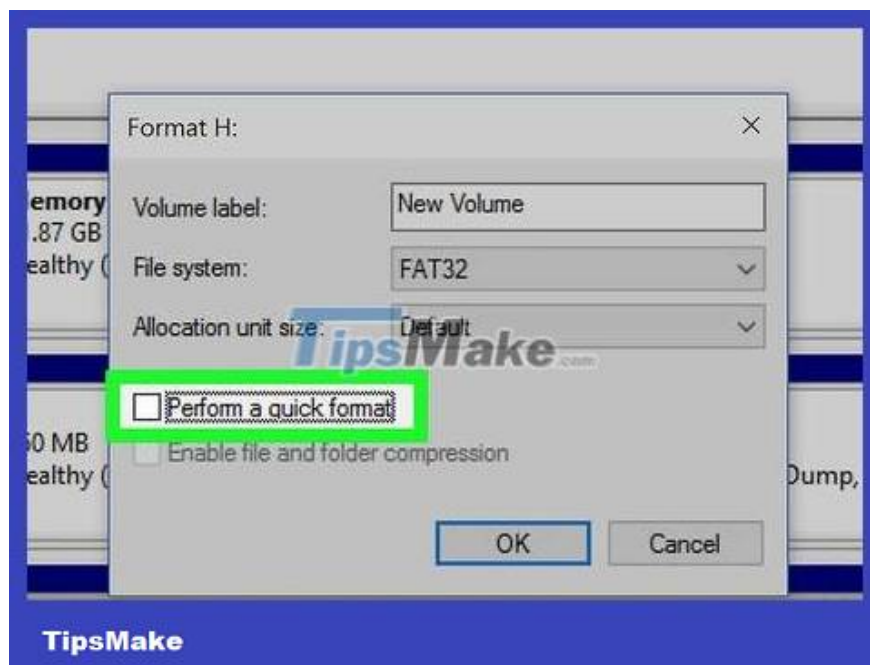 Format H:
emory
.87 GB
ealthy (
Volume label:
New Volume
File system:
FAT32
Allocation unit size:
Default
TipsMake.com
Perform a quick format
Enable file and folder compression
0 MB
ealthy (
Dump,
OK
Cancel
TipsMake